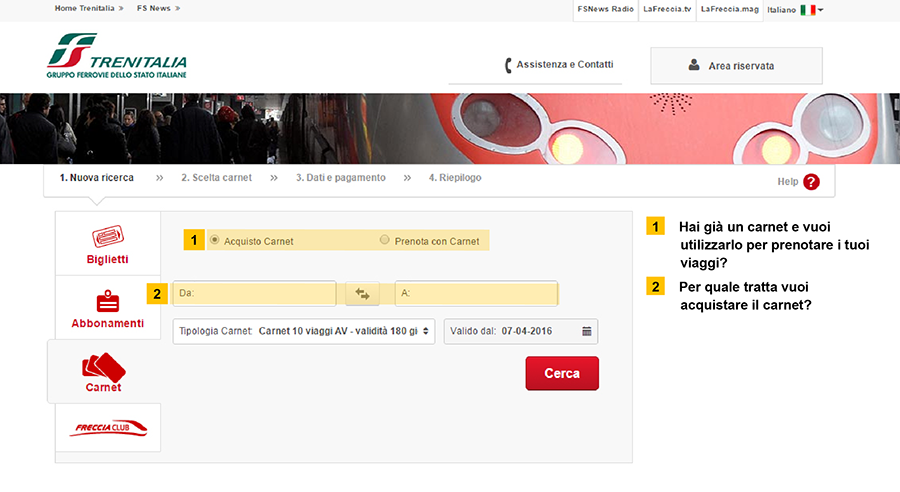 Home Trenitalia »
FS News »
FSNews Radio
LaFreccia.tv
LaFreccia.mag
Italiano
TRENITALIA
GRUPPO FERROVIE DELLO STATO ITALIANE
Assistenza e Contatti
Area riservata
1. Nuova ricerca » 2. Scelta carnet » 3. Dati e pagamento » 4. Riepilogo
Help ?
Biglietti
Abbonamenti
Carnet
FRECCIACLUB
1 Acquisto Carnet Prenota con Carnet
2 Da: A:
Tipologia Carnet: Carnet 10 viaggi AV - validità 180 gi
Valido dal: 07-04-2016
Cerca
1 Hai già un carnet e vuoi
utilizzarlo per prenotare i tuoi
viaggi?
2 Per quale tratta vuoi
acquistare il carnet?